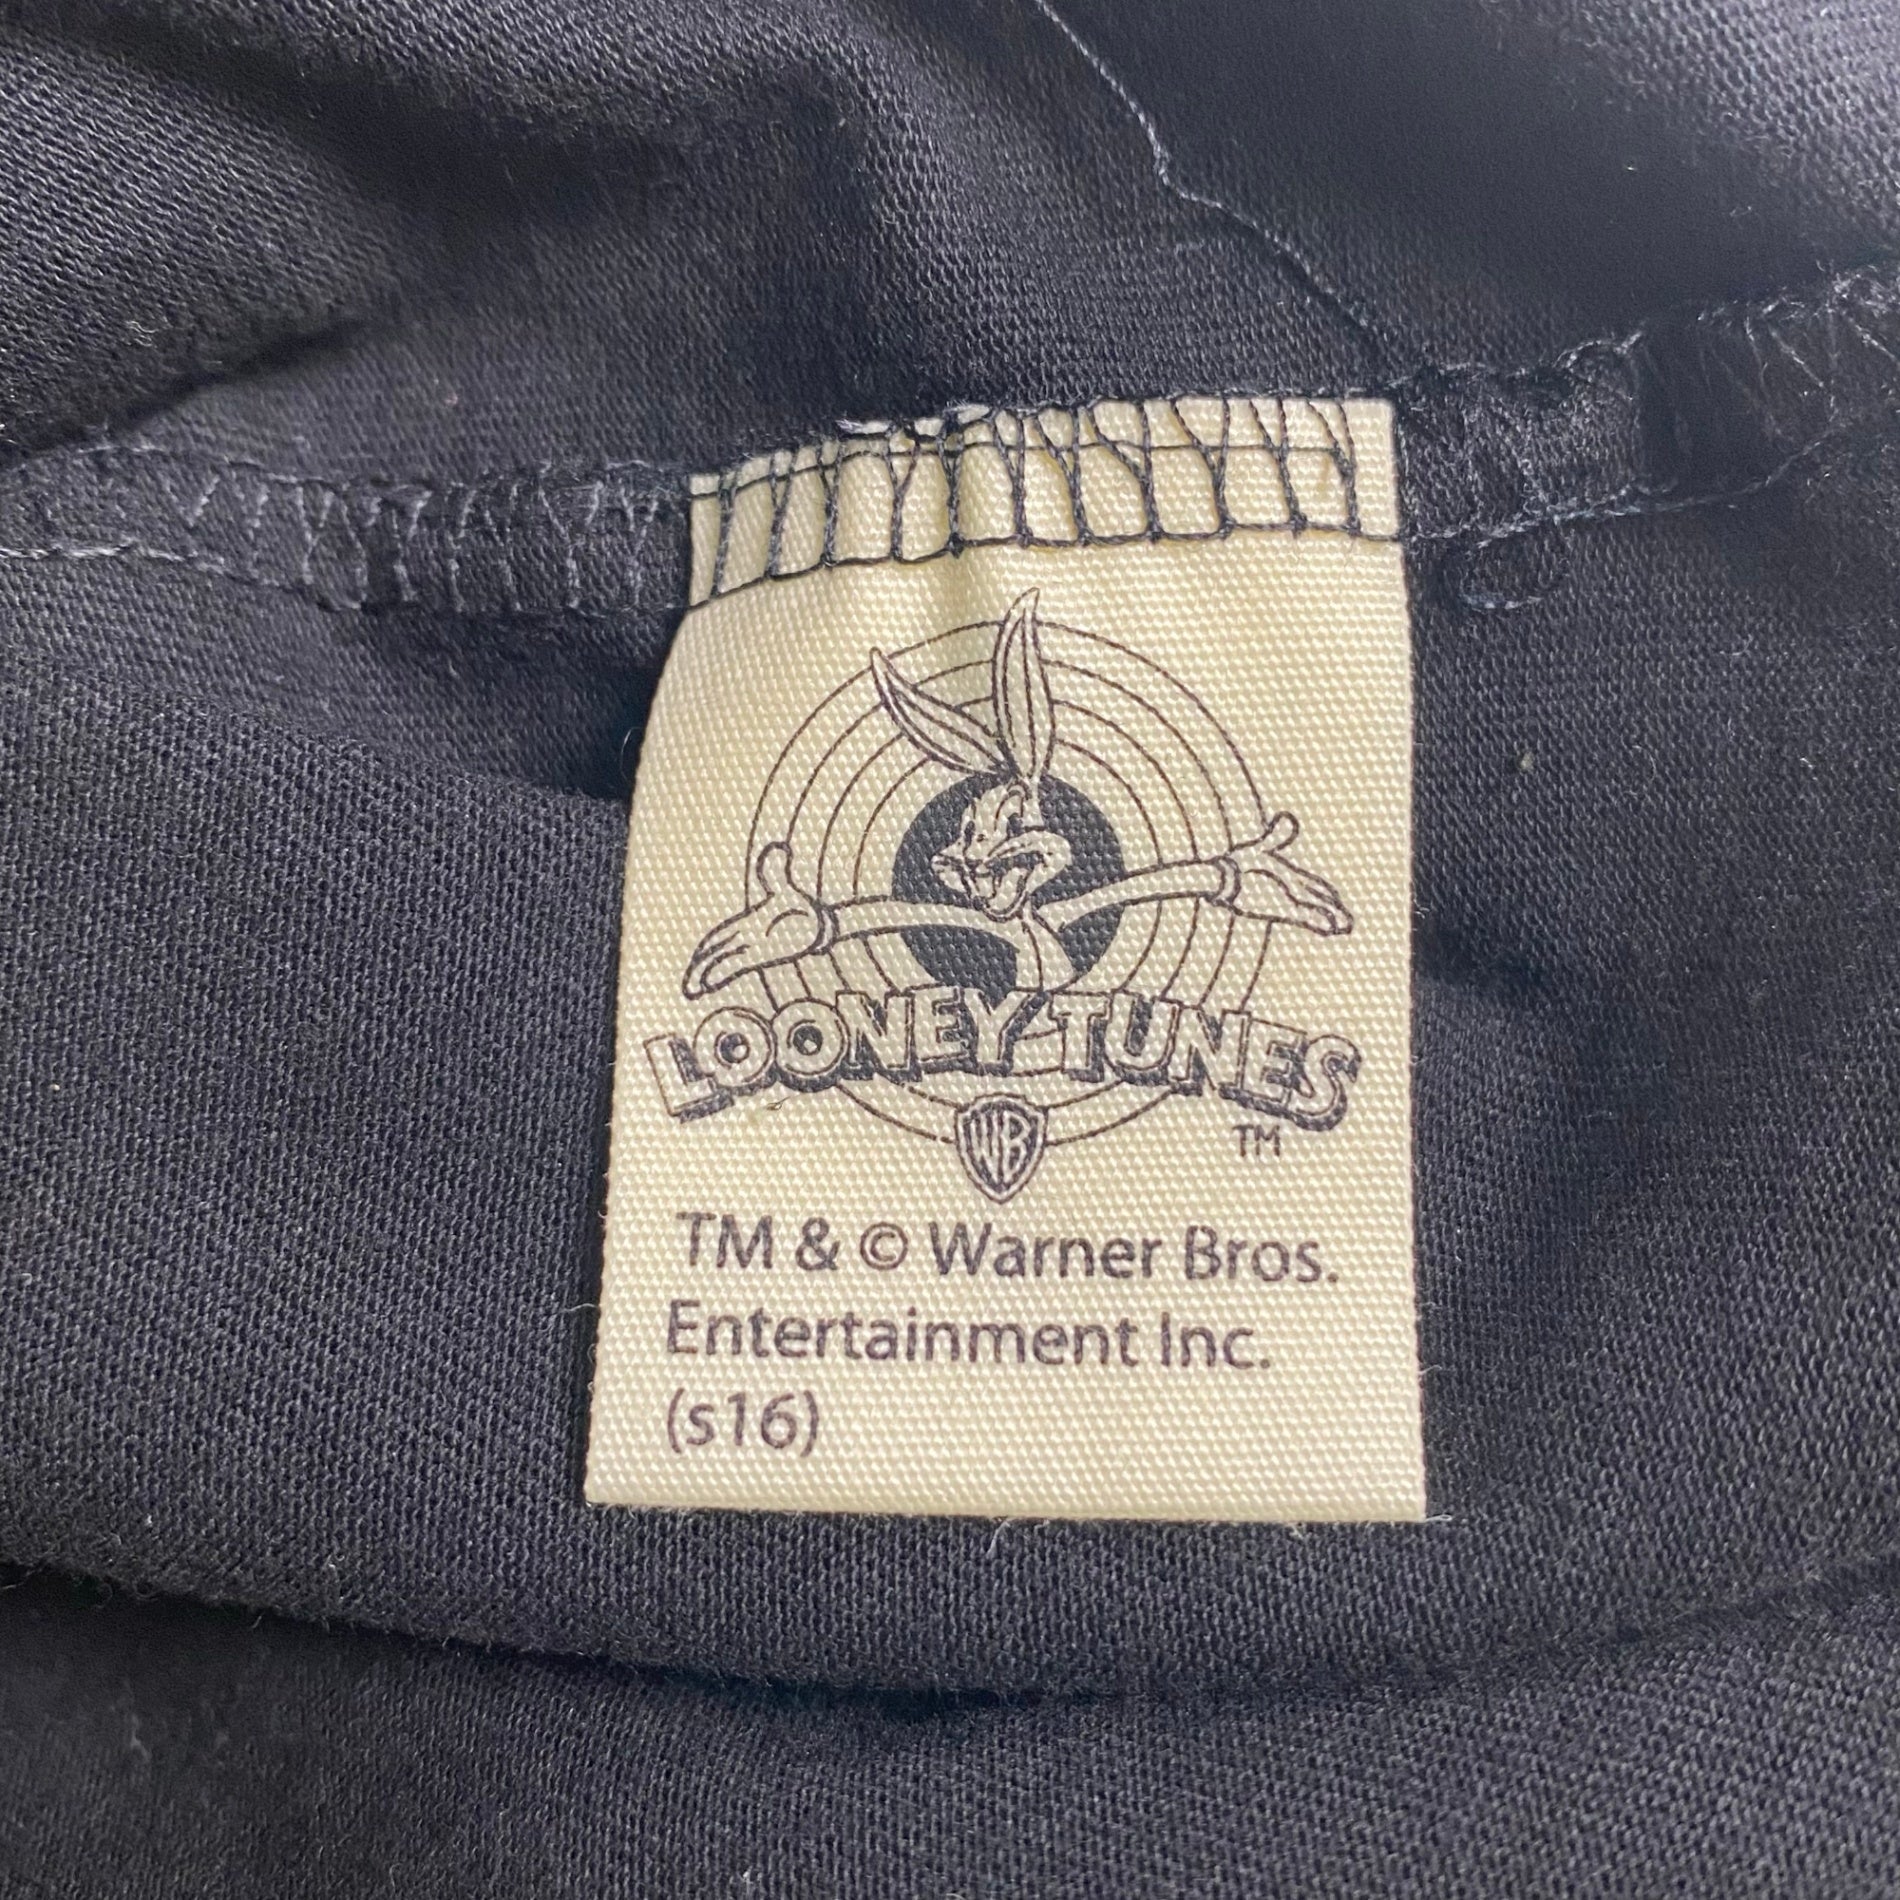 LOONEY TUNES
TM
WB
TM & © Warner Bros.
Entertainment Inc.
(s16)